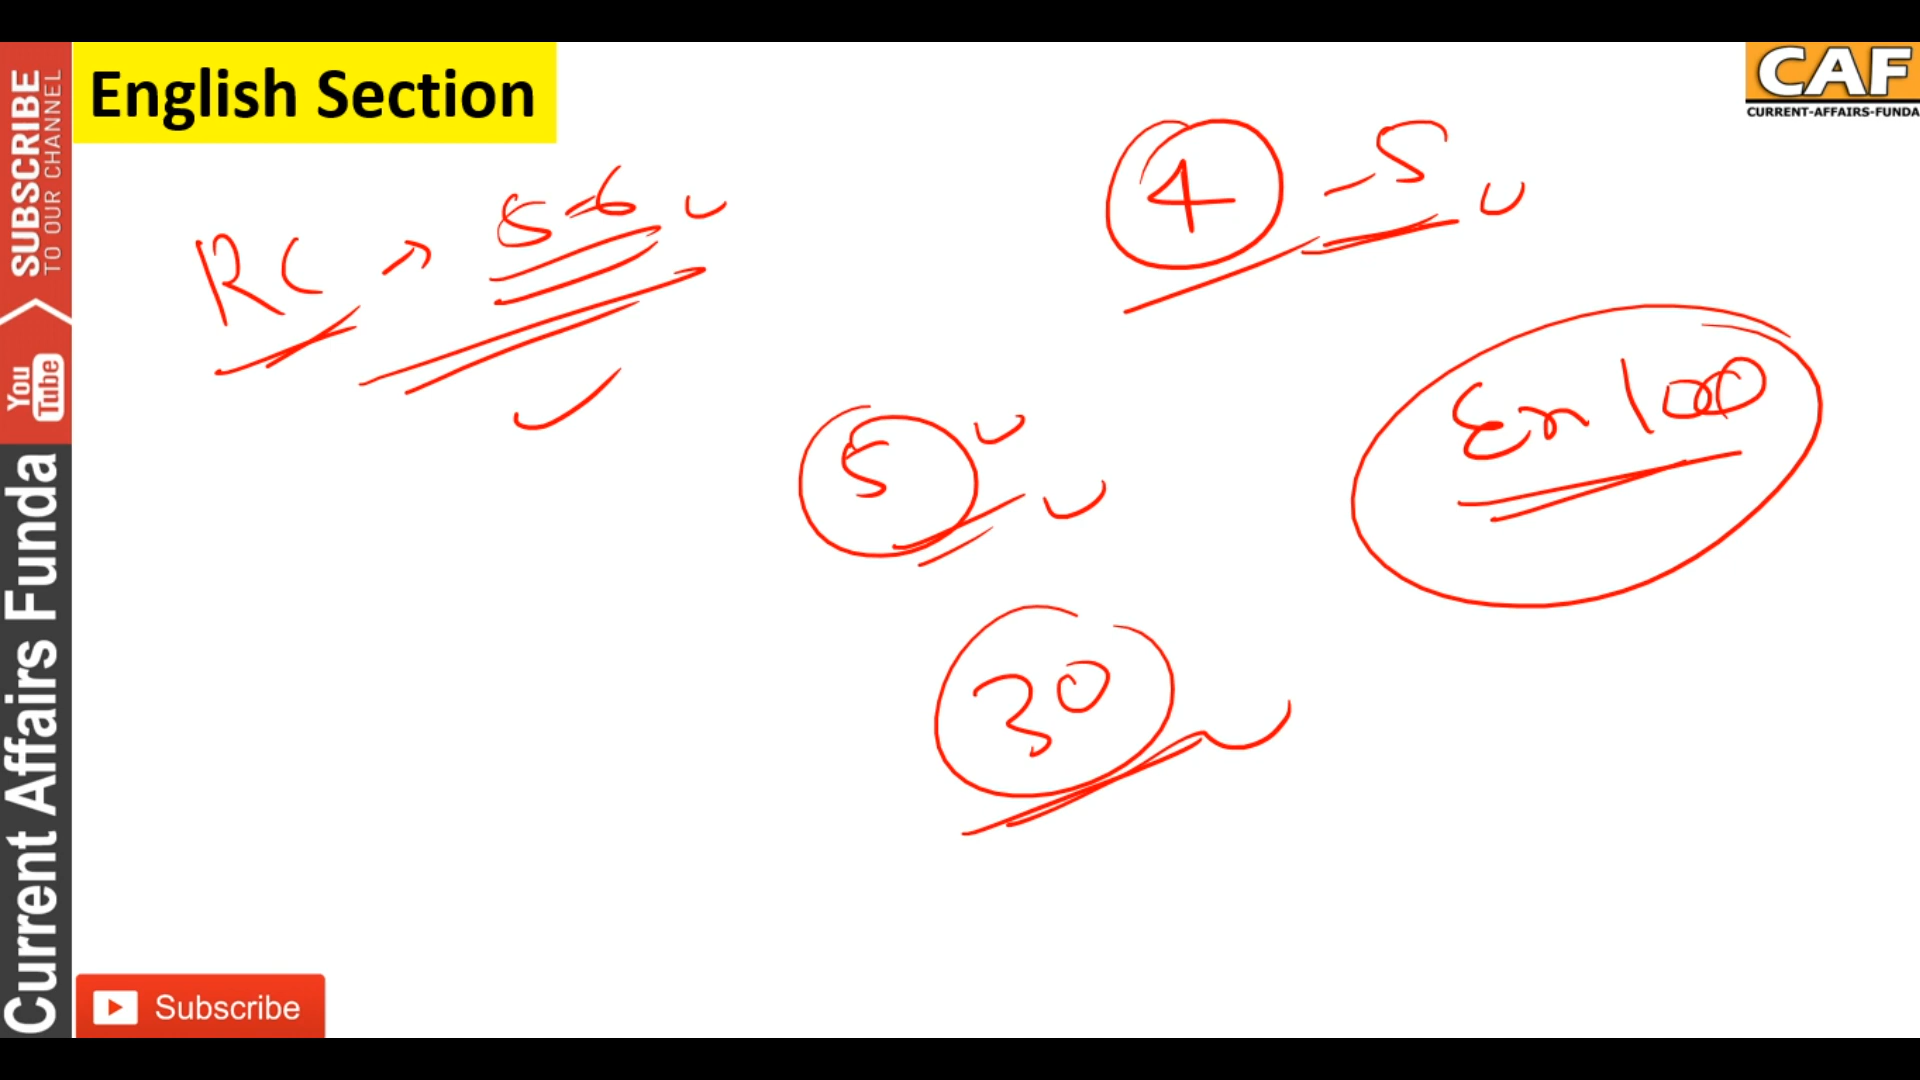 English Section
CAF
CURRENT-AFFAIRS-FUNDA
SUBSCRIBE
TO OUR CHANNEL
You
Tube
Current Affairs Funda
RC → 5-6
4 - 5
5
En 100
30
Subscribe